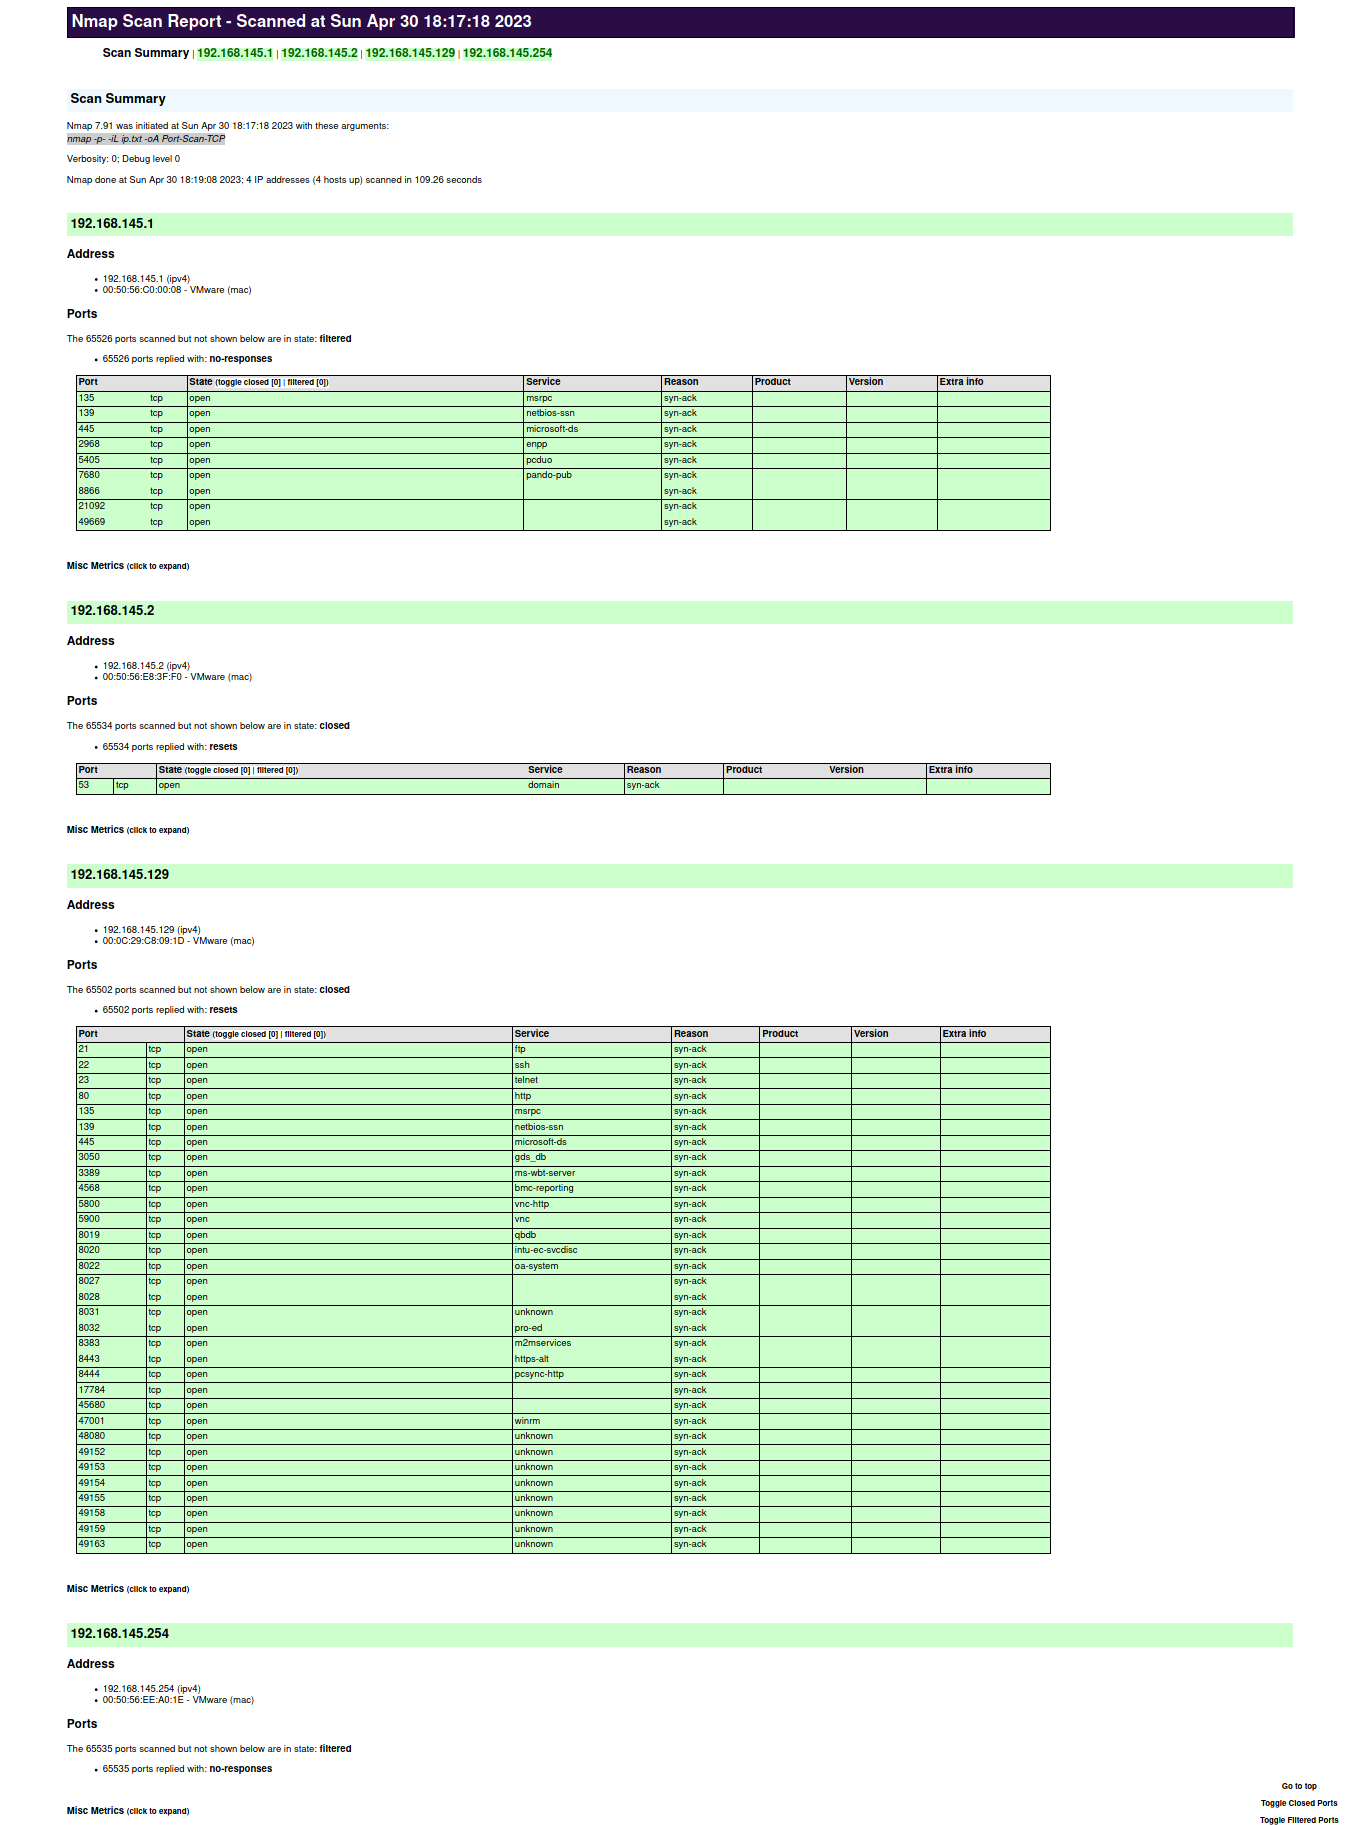 Nmap Scan Report - Scanned at Sun Apr 30 18:17:18 2023
Scan Summary | 192.168.145.1 | 192.168.145.2 | 192.168.145.129 | 192.168.145.254
Scan Summary
Nmap 7.91 was initiated at Sun Apr 30 18:17:18 2023 with these arguments:
nmap -p- -iL ip.txt -oA Port-Scan-TCP
Verbosity: 0; Debug level 0
Nmap done at Sun Apr 30 18:19:08 2023; 4 IP addresses (4 hosts up) scanned in 109.26 seconds
192.168.145.1
Address
• 192.168.145.1 (ipv4)
• 00:50:56:C0:00:08 - VMware (mac)
Ports
The 65526 ports scanned but not shown below are in state: filtered
• 65526 ports replied with: no-responses
Port State (toggle closed [0] | filtered [0]) Service Reason Product Version Extra info
135 tcp open msrpc syn-ack
139 tcp open netbios-ssn syn-ack
445 tcp open microsoft-ds syn-ack
2968 tcp open enpp syn-ack
5405 tcp open pcduo syn-ack
7680 tcp open pando-pub syn-ack
8866 tcp open syn-ack
21092 tcp open syn-ack
49669 tcp open syn-ack
Misc Metrics (click to expand)
192.168.145.2
Address
• 192.168.145.2 (ipv4)
• 00:50:56:E8:3F:F0 - VMware (mac)
Ports
The 65534 ports scanned but not shown below are in state: closed
• 65534 ports replied with: resets
Port State (toggle closed [0] | filtered [0]) Service Reason Product Version Extra info
53 tcp open domain syn-ack
Misc Metrics (click to expand)
192.168.145.129
Address
• 192.168.145.129 (ipv4)
• 00:0C:29:C8:09:1D - VMware (mac)
Ports
The 65502 ports scanned but not shown below are in state: closed
• 65502 ports replied with: resets
Port State (toggle closed [0] | filtered [0]) Service Reason Product Version Extra info
21 tcp open ftp syn-ack
22 tcp open ssh syn-ack
23 tcp open telnet syn-ack
80 tcp open http syn-ack
135 tcp open msrpc syn-ack
139 tcp open netbios-ssn syn-ack
445 tcp open microsoft-ds syn-ack
3050 tcp open gds_db syn-ack
3389 tcp open ms-wbt-server syn-ack
4568 tcp open bmc-reporting syn-ack
5800 tcp open vnc-http syn-ack
5900 tcp open vnc syn-ack
8019 tcp open qbdb syn-ack
8020 tcp open intu-ec-svcdisc syn-ack
8022 tcp open oa-system syn-ack
8027 tcp open syn-ack
8028 tcp open syn-ack
8031 tcp open unknown syn-ack
8032 tcp open pro-ed syn-ack
8383 tcp open m2mservices syn-ack
8443 tcp open https-alt syn-ack
8444 tcp open pcsync-http syn-ack
17784 tcp open syn-ack
45680 tcp open syn-ack
47001 tcp open winrm syn-ack
48080 tcp open unknown syn-ack
49152 tcp open unknown syn-ack
49153 tcp open unknown syn-ack
49154 tcp open unknown syn-ack
49155 tcp open unknown syn-ack
49158 tcp open unknown syn-ack
49159 tcp open unknown syn-ack
49163 tcp open unknown syn-ack
Misc Metrics (click to expand)
192.168.145.254
Address
• 192.168.145.254 (ipv4)
• 00:50:56:EE:A0:1E - VMware (mac)
Ports
The 65535 ports scanned but not shown below are in state: filtered
• 65535 ports replied with: no-responses
Misc Metrics (click to expand)
Go to top
Toggle Closed Ports
Toggle Filtered Ports